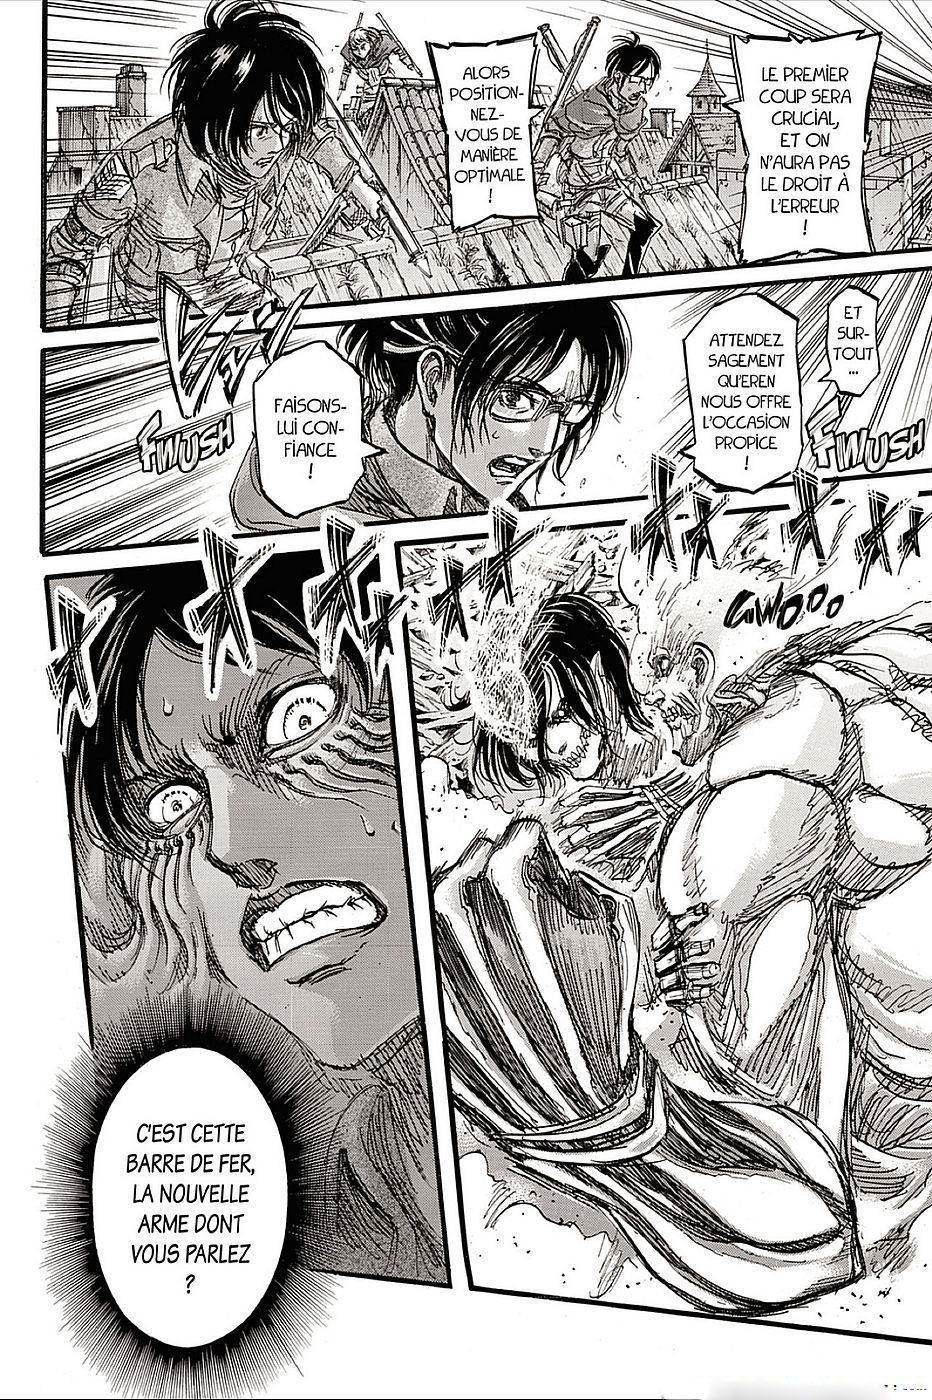 LE PREMIER
COUP SERA
CRUCIAL,
ET ON
N'AURA PAS
LE DROIT À
L'ERREUR
!
ALORS
POSITION-
NEZ-
VOUS DE
MANIÈRE
OPTIMALE
!
ET
SUR-
TOUT
...
ATTENDEZ
SAGEMENT
QU'EREN
NOUS OFFRE
L'OCCASION
PROPICE
!
FAISONS-
LUI CON-
FIANCE
!
FWUSH
FWUSH
GWOOO
C'EST CETTE
BARRE DE FER,
LA NOUVELLE
ARME DONT
VOUS PARLEZ
?